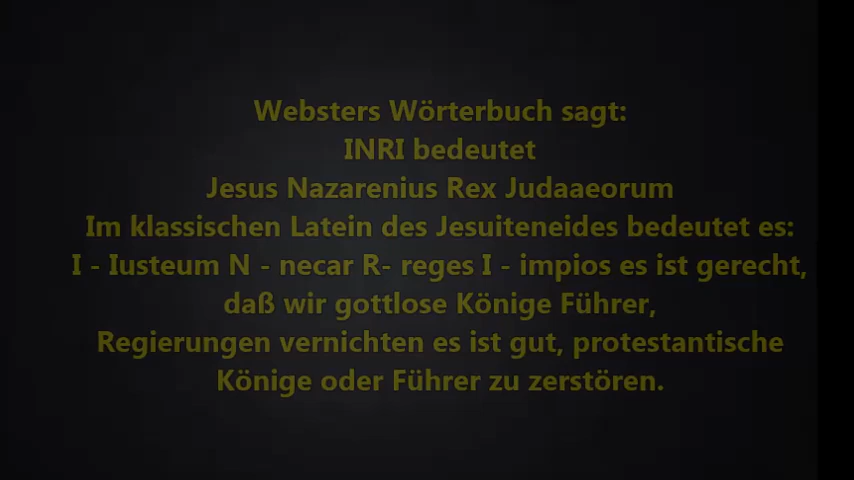 Websters Wörterbuch sagt:
INRI bedeutet
Jesus Nazarenius Rex Judaaeorum
Im klassischen Latein des Jesuiteneides bedeutet es:
I - Iusteum N - necar R- reges I - impios es ist gerecht,
daß wir gottlose Könige Führer,
Regierungen vernichten es ist gut, protestantische
Könige oder Führer zu zerstören.